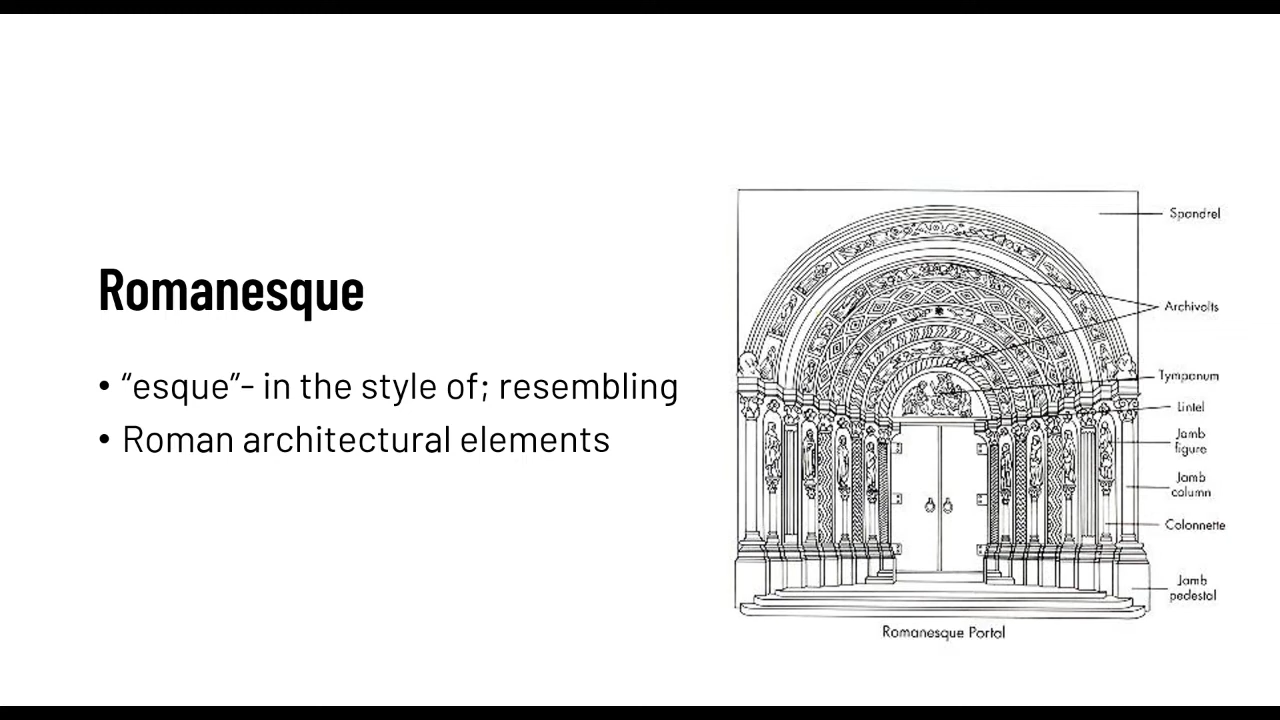 Romanesque
• “esque”- in the style of; resembling
• Roman architectural elements
Spandrel
Archivolts
Tympanum
Lintel
Jamb
figure
Jamb
column
Colonnette
Jamb
pedestal
Romanesque Portal